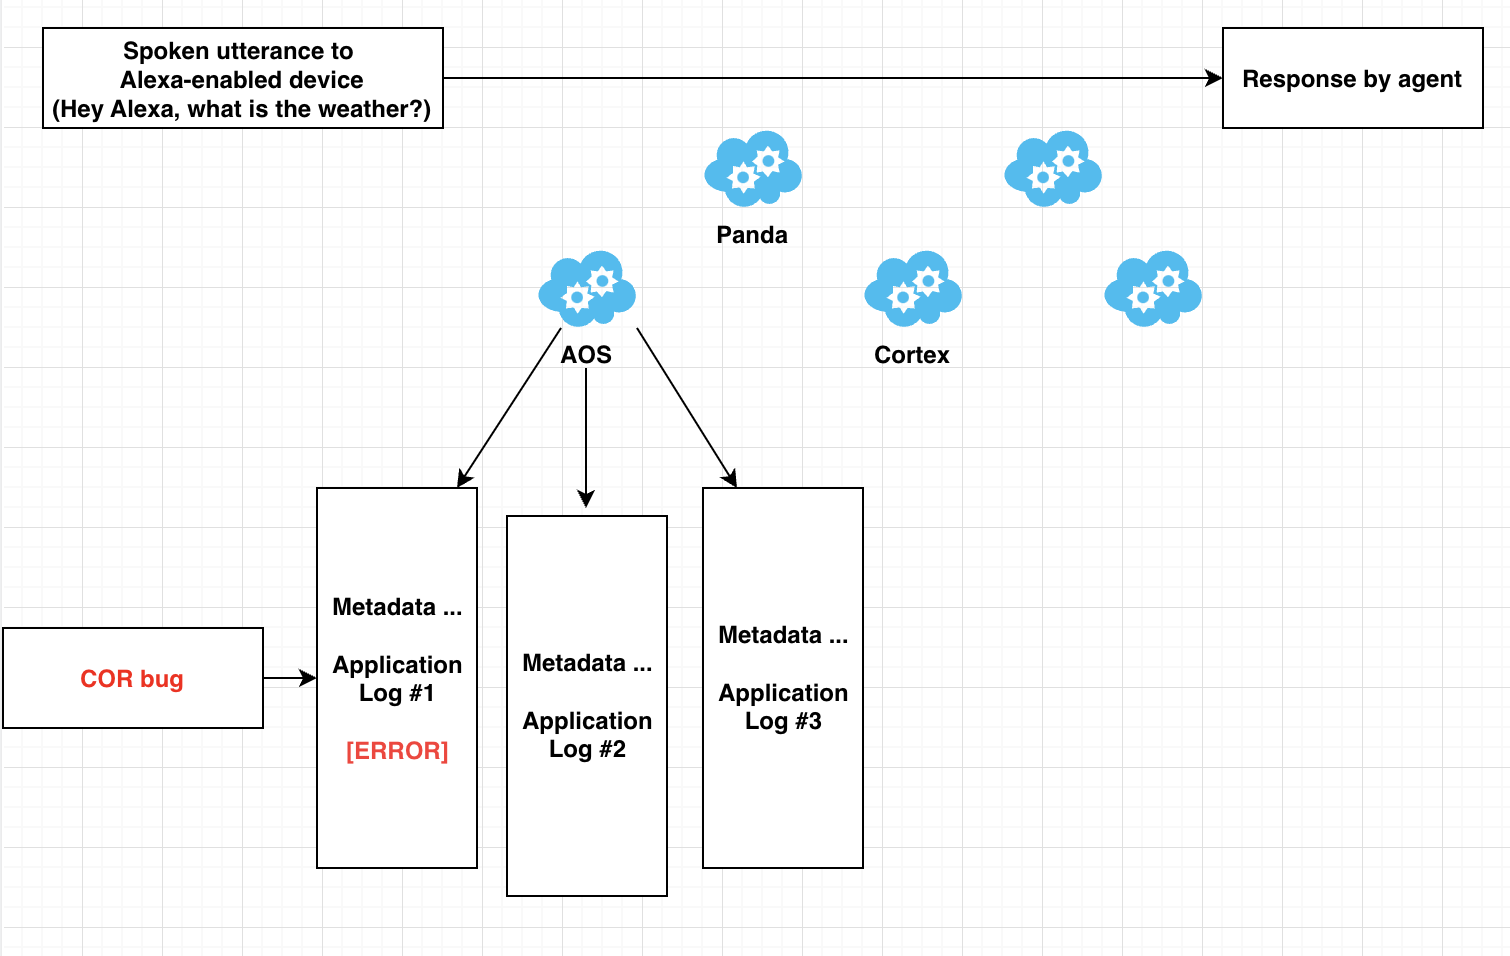 Spoken utterance to
Alexa-enabled device
(Hey Alexa, what is the weather?)
Response by agent
Panda
AOS
Cortex
COR bug
Metadata ...
Application
Log #1
[ERROR]
Metadata ...
Application
Log #2
Metadata ...
Application
Log #3